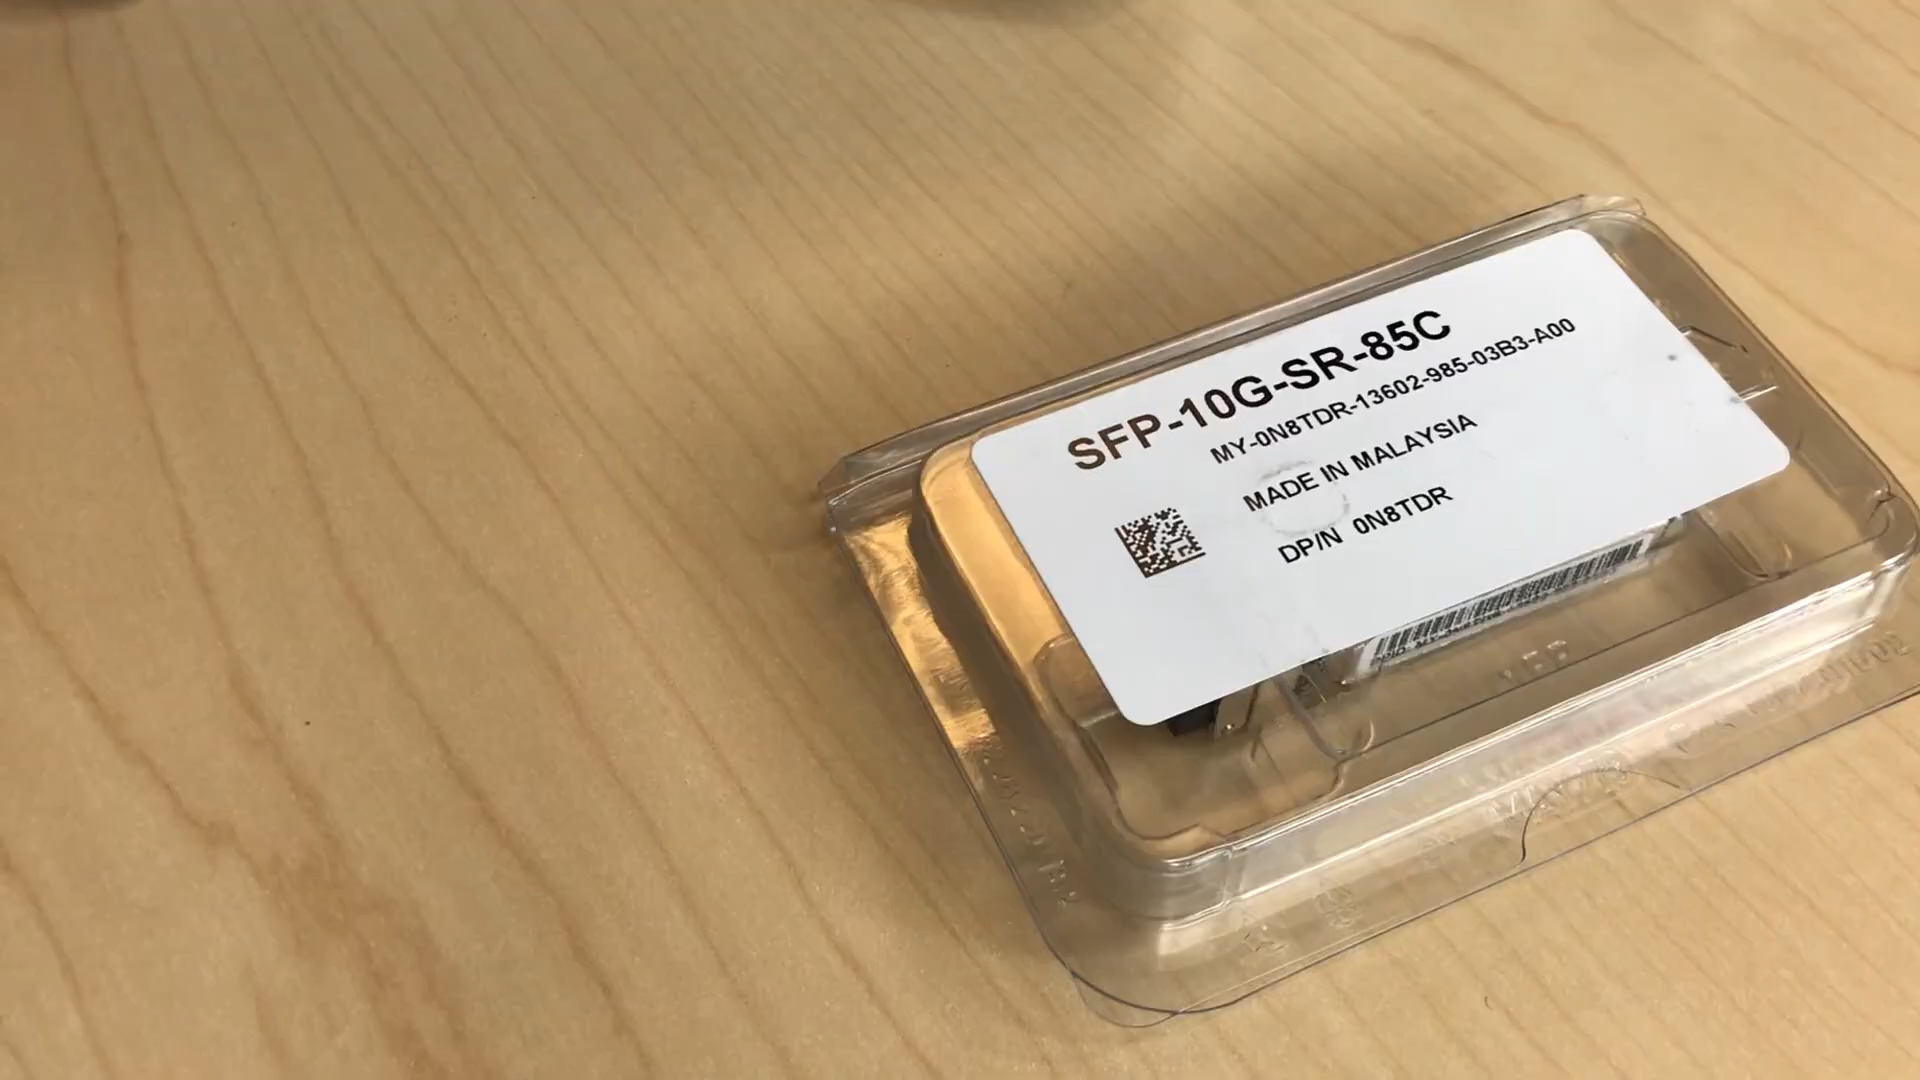 SFP-10G-SR-85C
MY-0N8TDR-13602-985-03B3-A00
MADE IN MALAYSIA
DP/N 0N8TDR